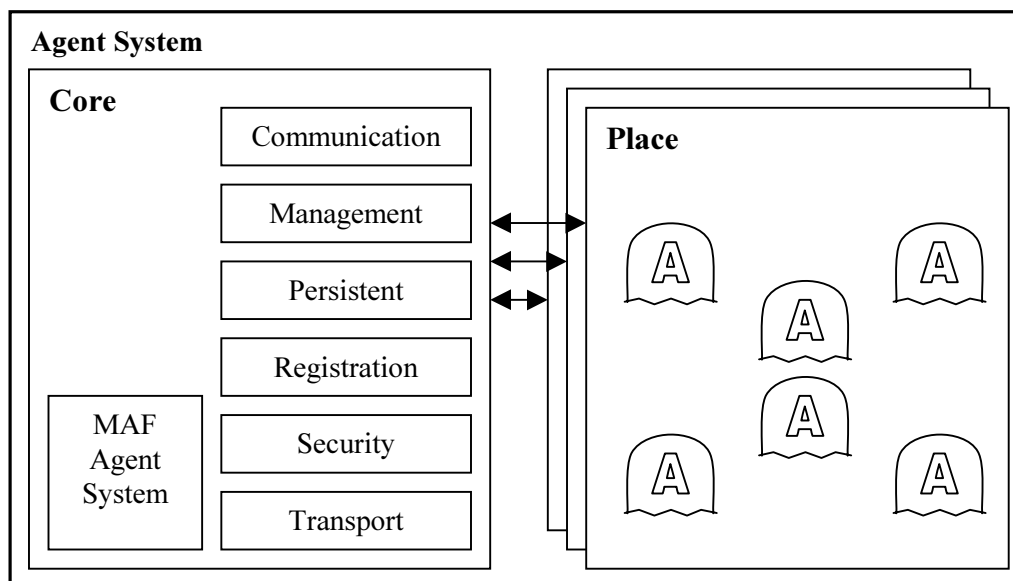 Agent System
Core
Communication
Management
Persistent
Registration
Security
Transport
MAF
Agent
System
Place
A
A
A
A
A
A